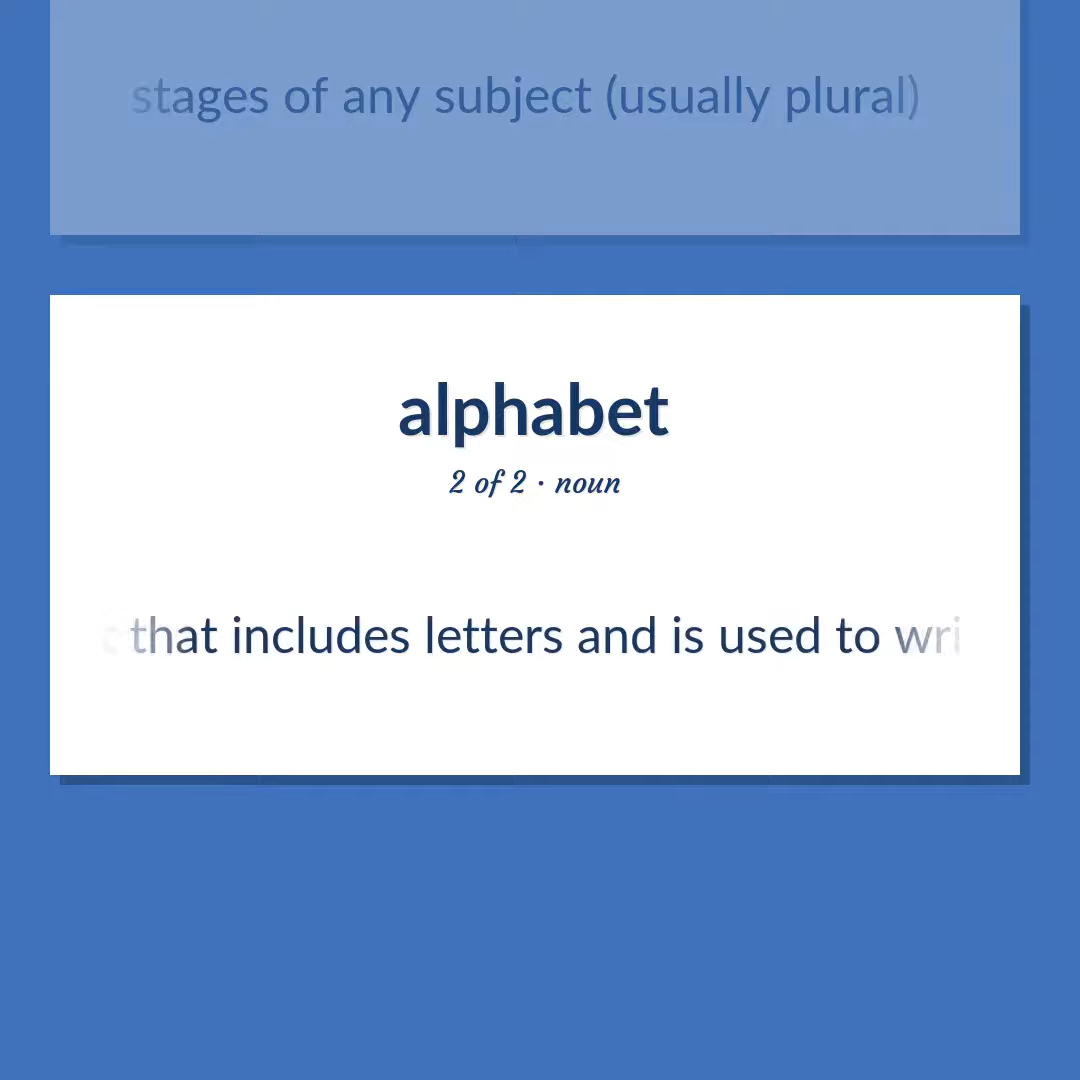 stages of any subject (usually plural)
alphabet
2 of 2 · noun
that includes letters and is used to